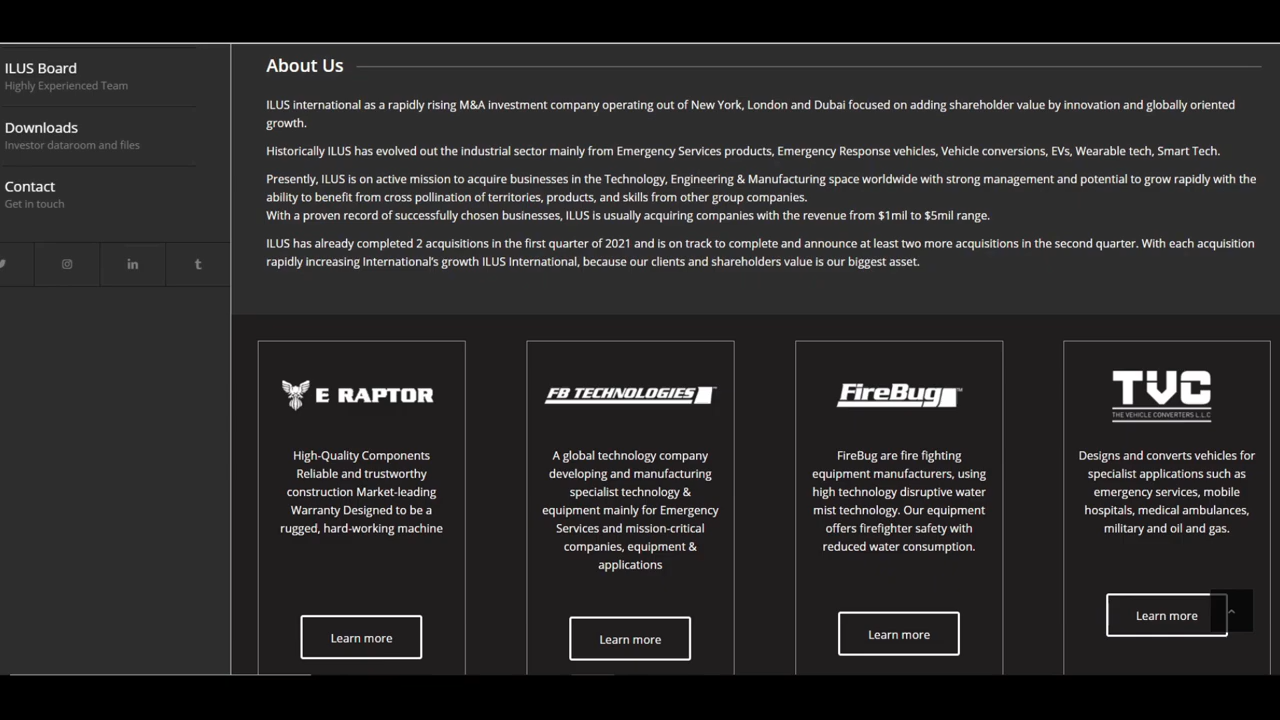 ILUS Board
Highly Experienced Team
Downloads
Investor dataroom and files
Contact
Get in touch
About Us
ILUS international as a rapidly rising M&A investment company operating out of New York, London and Dubai focused on adding shareholder value by innovation and globally oriented
growth.
Historically ILUS has evolved out the industrial sector mainly from Emergency Services products, Emergency Response vehicles, Vehicle conversions, EVs, Wearable tech, Smart Tech.
Presently, ILUS is on active mission to acquire businesses in the Technology, Engineering & Manufacturing space worldwide with strong management and potential to grow rapidly with the
ability to benefit from cross pollination of territories, products, and skills from other group companies.
With a proven record of successfully chosen businesses, ILUS is usually acquiring companies with the revenue from $1mil to $5mil range.
ILUS has already completed 2 acquisitions in the first quarter of 2021 and is on track to complete and announce at least two more acquisitions in the second quarter. With each acquisition
rapidly increasing International's growth ILUS International, because our clients and shareholders value is our biggest asset.
E RAPTOR
High-Quality Components
Reliable and trustworthy
construction Market-leading
Warranty Designed to be a
rugged, hard-working machine
Learn more
FB TECHNOLOGIES
A global technology company
developing and manufacturing
specialist technology &
equipment mainly for Emergency
Services and mission-critical
companies, equipment &
applications
Learn more
FireBug™
FireBug are fire fighting
equipment manufacturers, using
high technology disruptive water
mist technology. Our equipment
offers firefighter safety with
reduced water consumption.
Learn more
TVC
THE VEHICLE CONVERTERS L.L.C
Designs and converts vehicles for
specialist applications such as
emergency services, mobile
hospitals, medical ambulances,
military and oil and gas.
Learn more